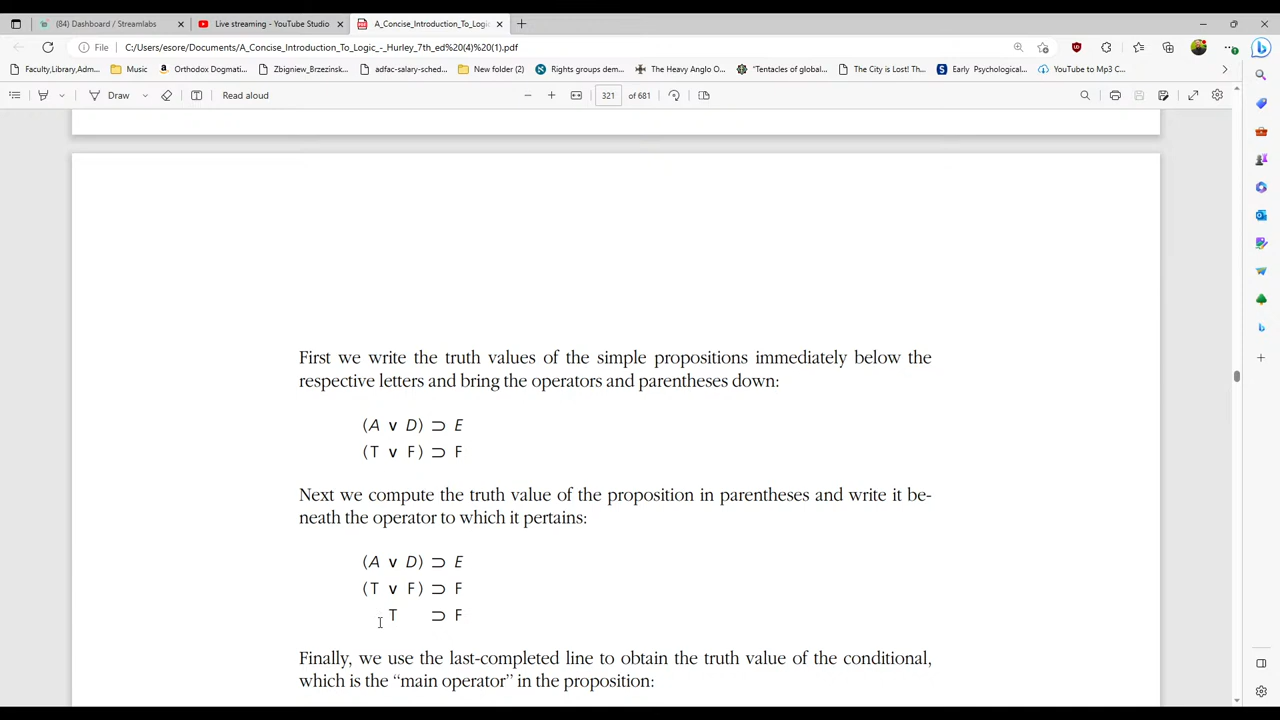 (84) Dashboard / Streamlabs
Live streaming - YouTube Studio
A_Concise_Introduction_To_Logic
File
C:/Users/esore/Documents/A_Concise_Introduction_To_Logic_-_Hurley_7th_ed%20(4)%20(1).pdf
Faculty,Library,Adm...
Music
Orthodox Dogmati...
Zbigniew_Brzezinsk...
adfac-salary-sched...
New folder (2)
Rights groups dem...
The Heavy Anglo O...
"Tentacles of global...
The City is Lost! Th...
Early Psychological...
YouTube to Mp3 C...
Draw
Read aloud
321
of 681
First we write the truth values of the simple propositions immediately below the
respective letters and bring the operators and parentheses down:
(A v D) ⊃ E
(T v F) ⊃ F
Next we compute the truth value of the proposition in parentheses and write it be-
neath the operator to which it pertains:
(A v D) ⊃ E
(T v F) ⊃ F
T ⊃ F
Finally, we use the last-completed line to obtain the truth value of the conditional,
which is the “main operator” in the proposition: